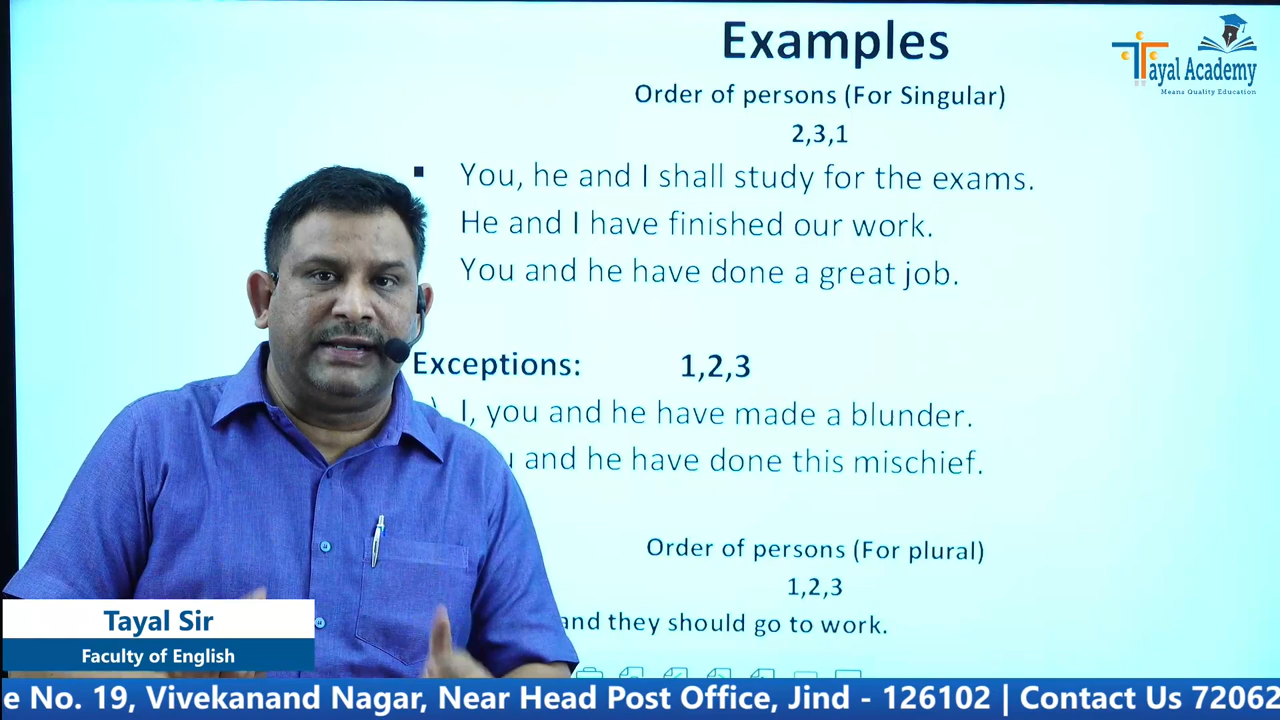 Examples
Tayal Academy
Means Quality Education
Order of persons (For Singular)
2,3,1
▪ You, he and I shall study for the exams.
He and I have finished our work.
You and he have done a great job.
Exceptions: 1,2,3
) I, you and he have made a blunder.
and he have done this mischief.
Order of persons (For plural)
1,2,3
and they should go to work.
Tayal Sir
Faculty of English
e No. 19, Vivekanand Nagar, Near Head Post Office, Jind - 126102 | Contact Us 72062